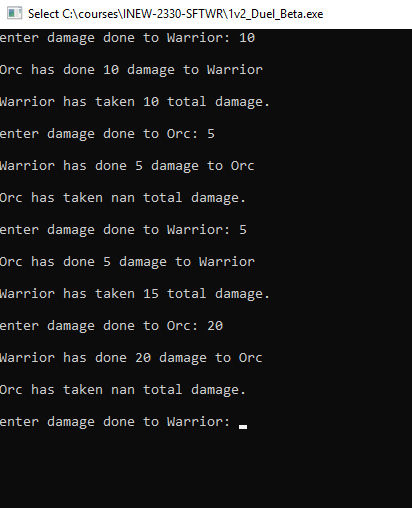 Select C:\courses\INEW-2330-SFTWR\1v2_Duel_Beta.exe
enter damage done to Warrior: 10
Orc has done 10 damage to Warrior
Warrior has taken 10 total damage.
enter damage done to Orc: 5
Warrior has done 5 damage to Orc
Orc has taken nan total damage.
enter damage done to Warrior: 5
Orc has done 5 damage to Warrior
Warrior has taken 15 total damage.
enter damage done to Orc: 20
Warrior has done 20 damage to Orc
Orc has taken nan total damage.
enter damage done to Warrior: